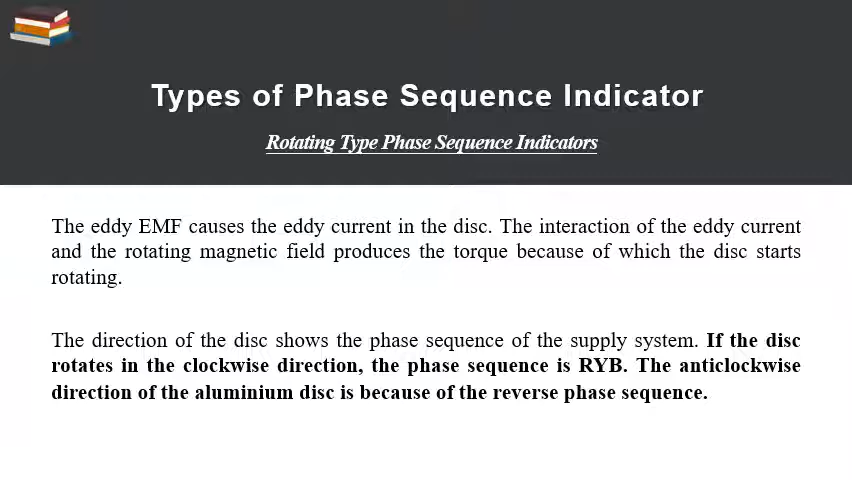 Types of Phase Sequence Indicator
Rotating Type Phase Sequence Indicators
The eddy EMF causes the eddy current in the disc. The interaction of the eddy current
and the rotating magnetic field produces the torque because of which the disc starts
rotating.
The direction of the disc shows the phase sequence of the supply system. If the disc
rotates in the clockwise direction, the phase sequence is RYB. The anticlockwise
direction of the aluminium disc is because of the reverse phase sequence.